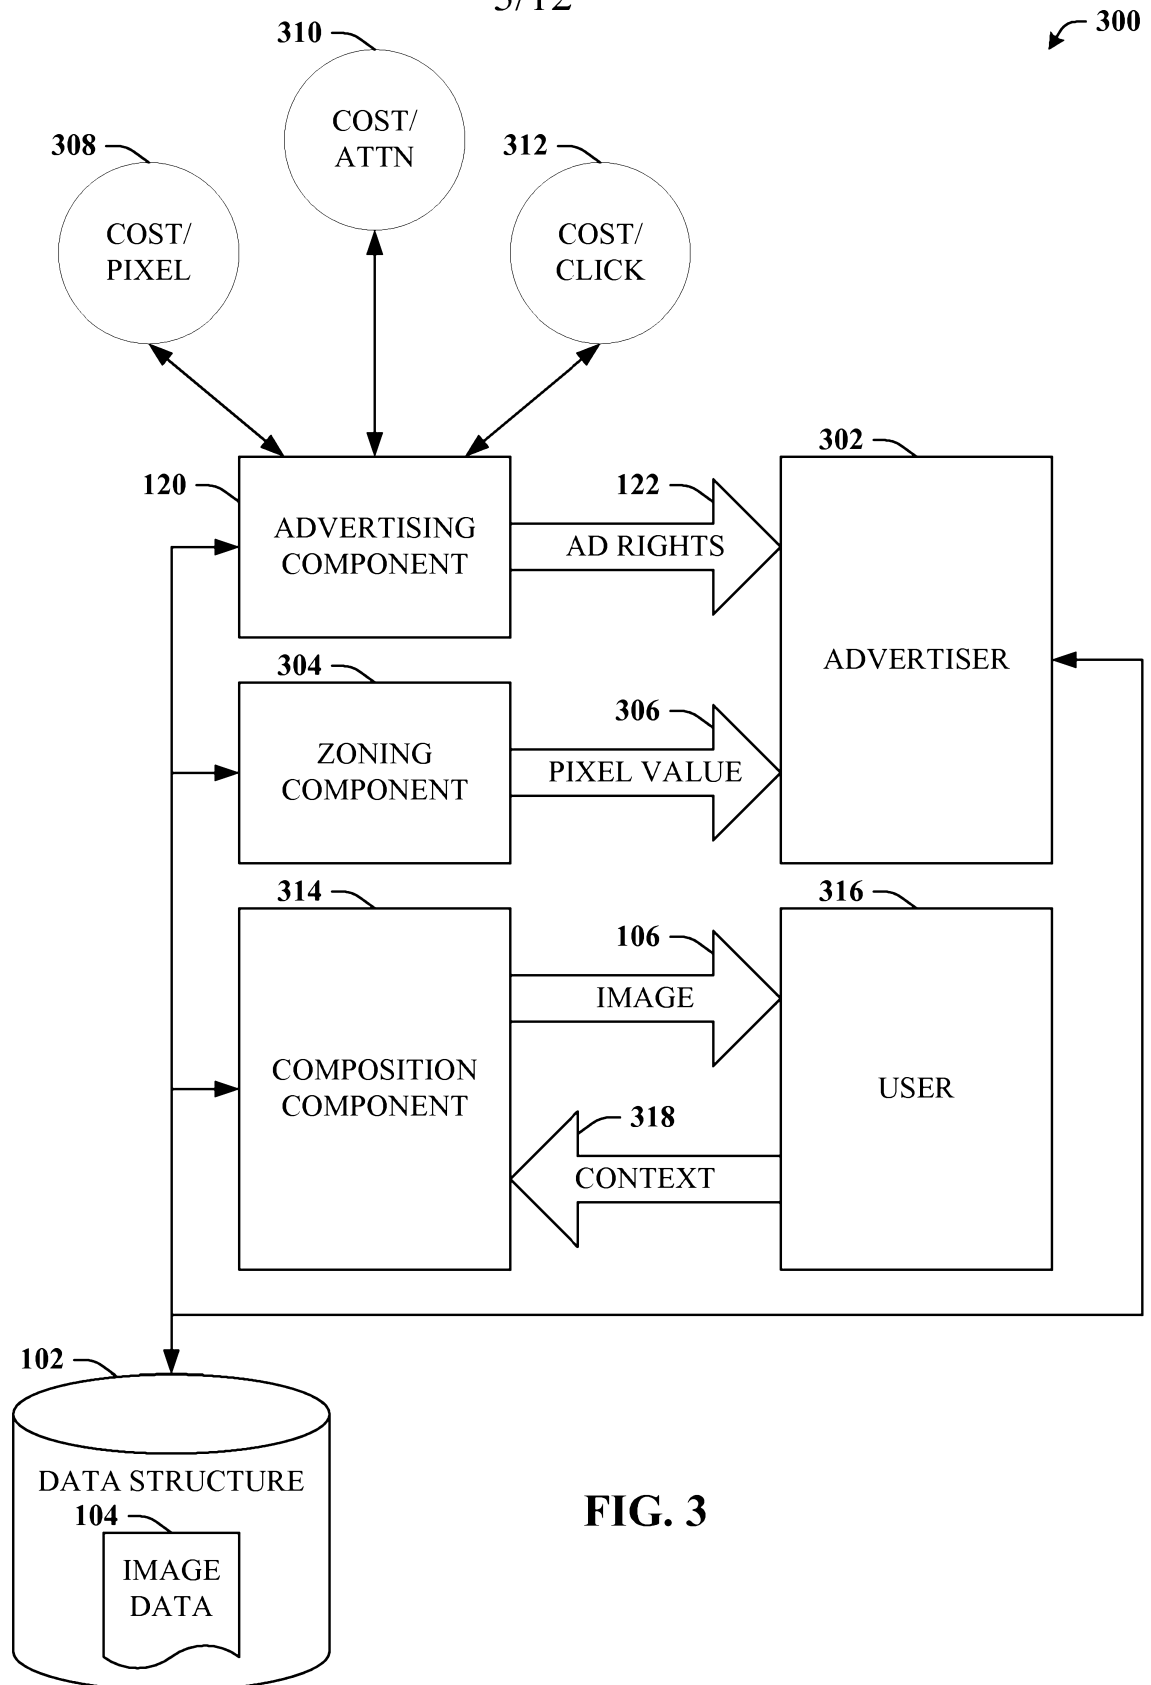 3/12
310
300
COST/
ATTN
308
312
COST/
PIXEL
COST/
CLICK
302
120
122
ADVERTISING
COMPONENT
AD RIGHTS
ADVERTISER
304
306
ZONING
COMPONENT
PIXEL VALUE
314
316
106
IMAGE
COMPOSITION
COMPONENT
USER
318
CONTEXT
102
DATA STRUCTURE
104
IMAGE
DATA
FIG. 3